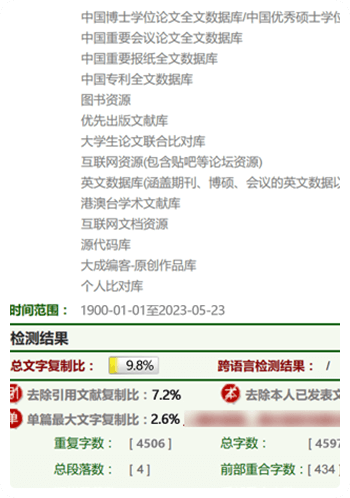 中国博士学位论文全文数据库/中国优秀硕士学位
中国重要会议论文全文数据库
中国重要报纸全文数据库
中国专利全文数据库
图书资源
优先出版文献库
大学生论文联合比对库
互联网资源(包含贴吧等论坛资源)
英文数据库(涵盖期刊、博硕、会议的英文数据以
港澳台学术文献库
互联网文档资源
源代码库
大成编客-原创作品库
个人比对库
时间范围： 1900-01-01至2023-05-23
检测结果
总文字复制比： 9.8% 跨语言检测结果： /
引 去除引用文献复制比：7.2% 本 去除本人已发表文
单 单篇最大文字复制比：2.6%
重复字数： [ 4506 ] 总字数： [ 4597
总段落数： [ 4 ] 前部重合字数： [ 434 ]